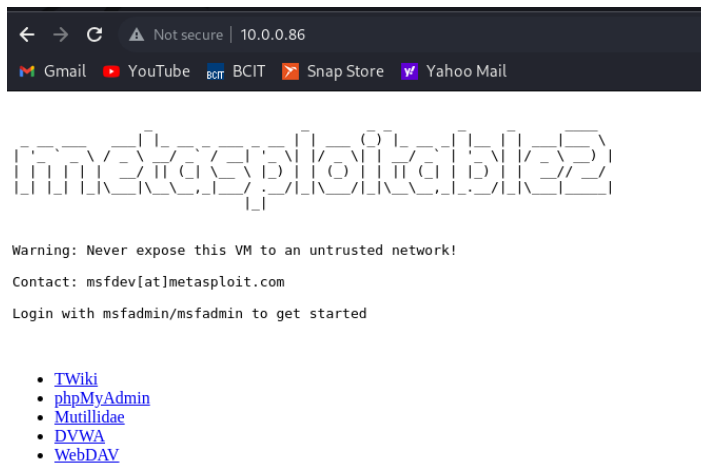 Not secure | 10.0.0.86
Gmail YouTube BCIT BCIT Snap Store Yahoo Mail
metasploitable2
Warning: Never expose this VM to an untrusted network!
Contact: msfdev[at]metasploit.com
Login with msfadmin/msfadmin to get started
TWiki
phpMyAdmin
Mutillidae
DVWA
WebDAV